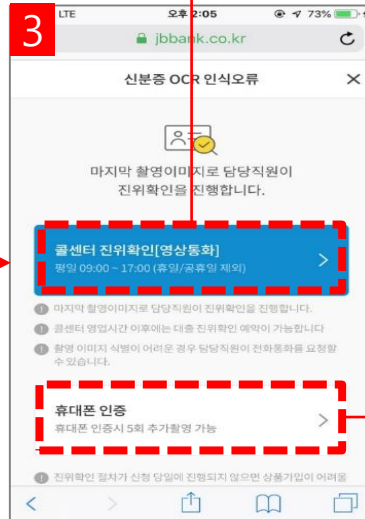 3
LTE 오후 2:05 73%
jbbank.co.kr
신분증 OCR 인식오류
마지막 촬영이미지로 담당직원이
진위확인을 진행합니다.
콜센터 진위확인[영상통화]
평일 09:00 ~ 17:00 (휴일/공휴일 제외)
마지막 촬영이미지로 담당직원이 진위확인을 진행합니다.
콜센터 영업시간 이후에는 대출 진위확인 예약이 가능합니다
촬영 이미지 식별이 어려운 경우 담당직원이 전화통화를 요청할
수 있습니다.
휴대폰 인증
휴대폰 인증시 5회 추가촬영 가능
진위확인 절차가 신청 당일에 진행되지 않으면 상품가입이 어려울